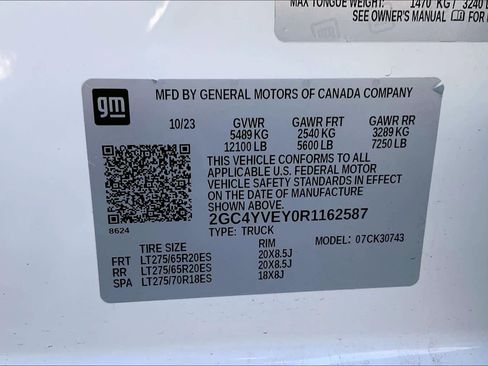 MAX TONGUE WEIGHT: 1470 KG / 3240 L
SEE OWNER'S MANUAL FOR
gm
MFD BY GENERAL MOTORS OF CANADA COMPANY
10/23 GVWR GAWR FRT GAWR RR
5489 KG 2540 KG 3289 KG
12100 LB 5600 LB 7250 LB
THIS VEHICLE CONFORMS TO ALL
APPLICABLE U.S. FEDERAL MOTOR
VEHICLE SAFETY STANDARDS IN EFFECT
ON THE DATE OF MANUFACTURE
SHOWN ABOVE.
2GC4YVEY0R1162587
8624 TYPE: TRUCK
TIRE SIZE RIM MODEL: 07CK30743
FRT LT275/65R20ES 20X8.5J
RR LT275/65R20ES 20X8.5J
SPA LT275/70R18ES 18X8J